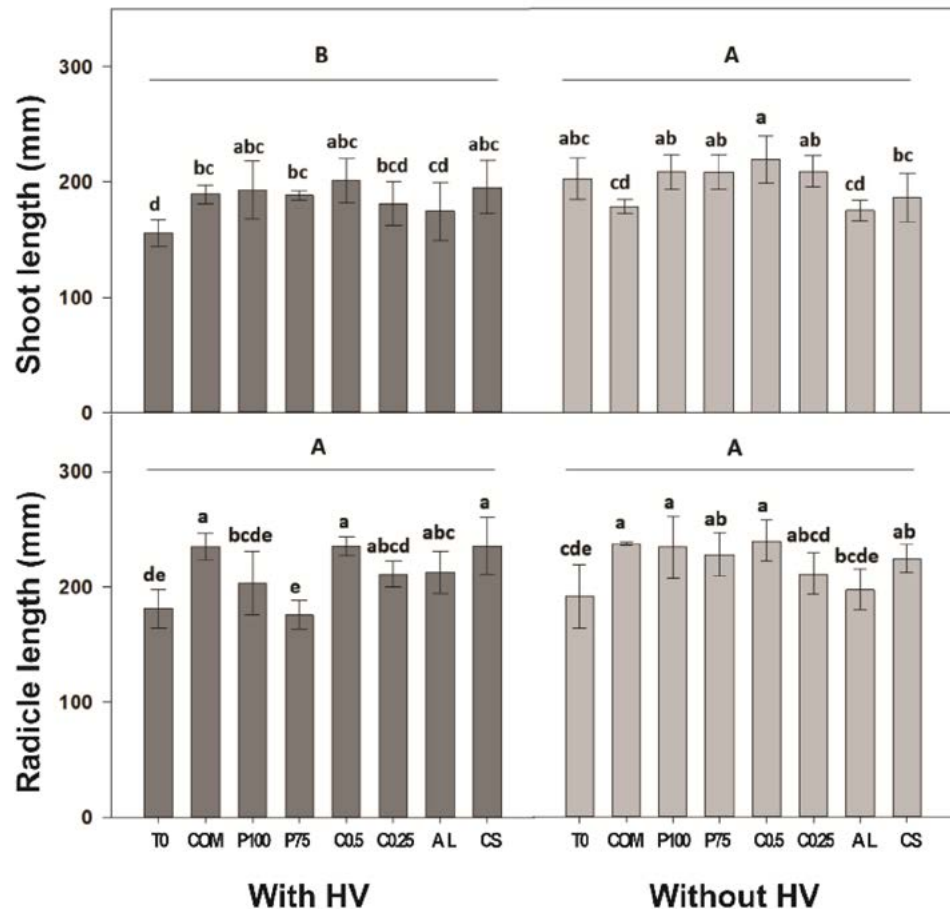 300
B
A
abc
abc
abc
bc
bc
bcd
cd
d
a
abc
ab
ab
ab
cd
cd
bc
200
100
0
Shoot length (mm)
300
A
A
a
bcde
a
abcd
abc
a
de
e
a
a
ab
a
abcd
bcde
ab
cde
200
100
0
Radicle length (mm)
T0 COM P100 P75 C0.5 C0.25 AL CS
T0 COM P100 P75 C0.5 C0.25 AL CS
With HV
Without HV